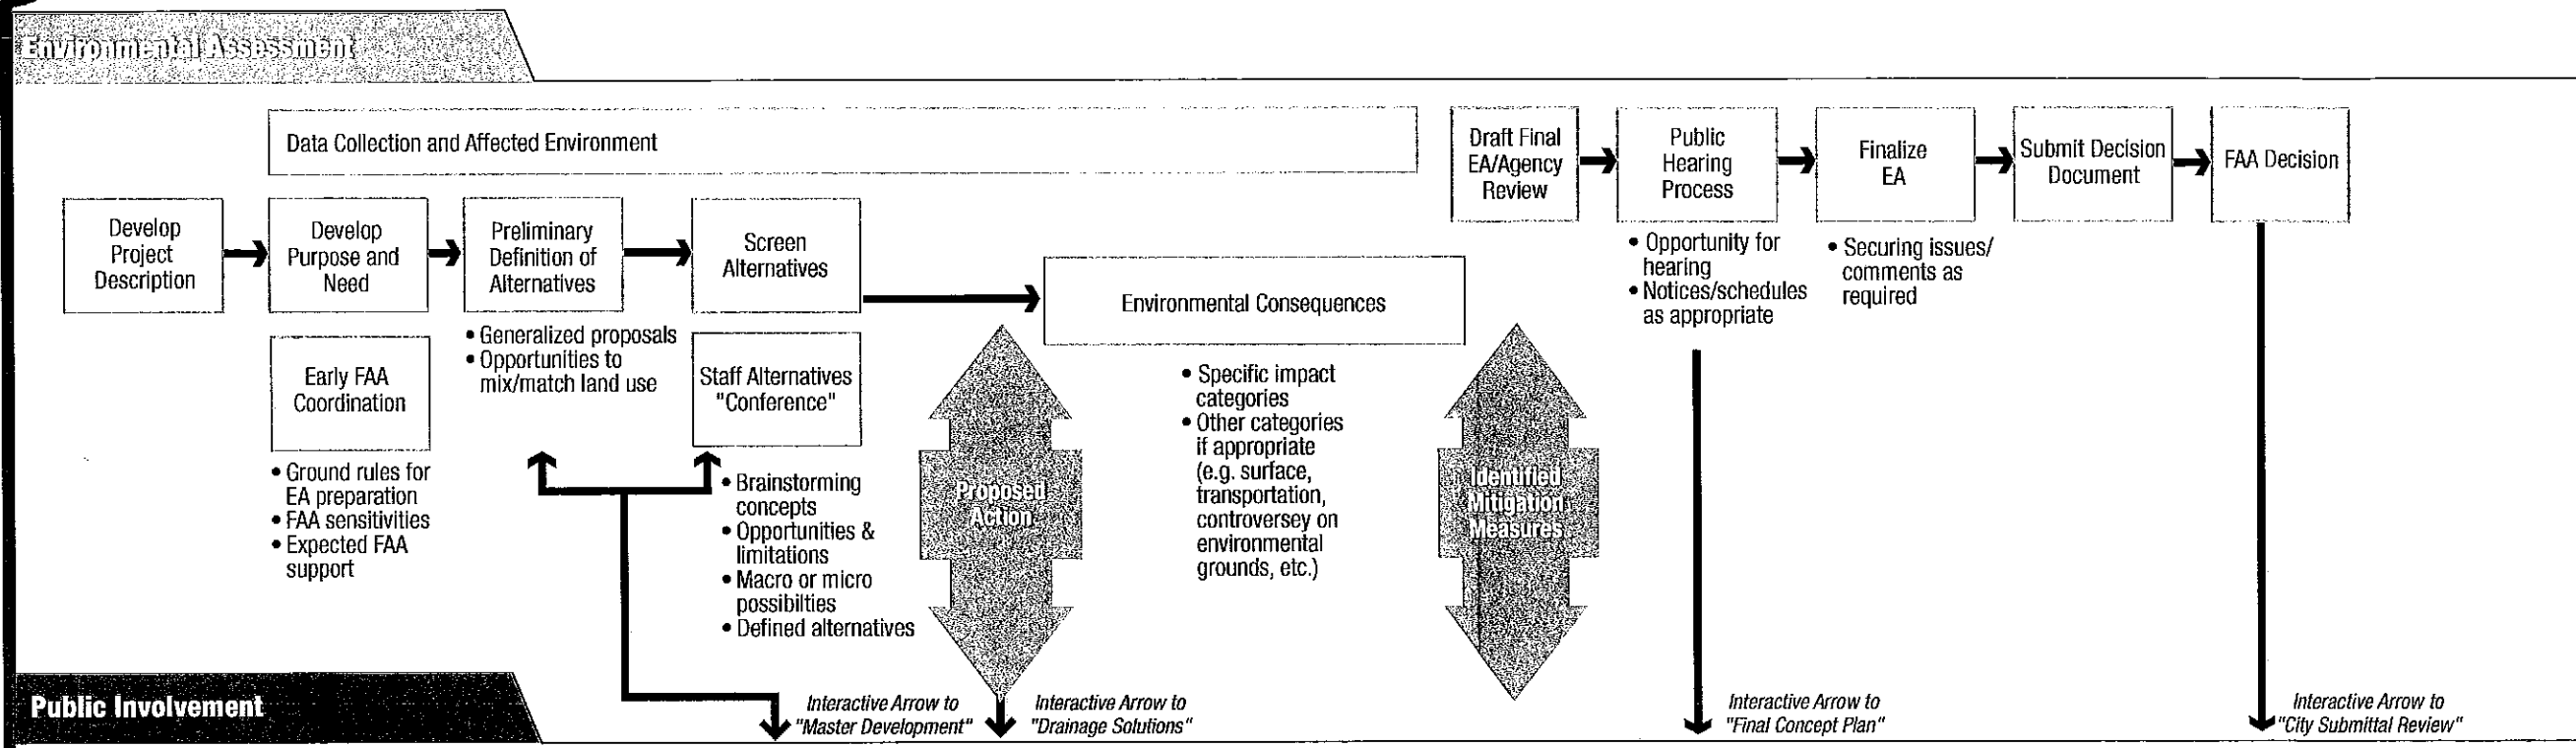 Environmental Assessment
Data Collection and Affected Environment
Develop
Project
Description
Develop
Purpose and
Need
Preliminary
Definition of
Alternatives
Screen
Alternatives
Environmental Consequences
Draft Final
EA/Agency
Review
Public
Hearing
Process
Finalize
EA
Submit Decision
Document
FAA Decision
Early FAA
Coordination
• Ground rules for
EA preparation
• FAA sensitivities
• Expected FAA
support
• Generalized proposals
• Opportunities to
mix/match land use
Staff Alternatives
"Conference"
• Brainstorming
concepts
• Opportunities &
limitations
• Macro or micro
possibilties
• Defined alternatives
Proposed
Action
• Specific impact
categories
• Other categories
if appropriate
(e.g. surface,
transportation,
controversey on
environmental
grounds, etc.)
Identified
Mitigation
Measures
• Opportunity for
hearing
• Notices/schedules
as appropriate
• Securing issues/
comments as
required
Public Involvement
Interactive Arrow to
"Master Development"
Interactive Arrow to
"Drainage Solutions"
Interactive Arrow to
"Final Concept Plan"
Interactive Arrow to
"City Submittal Review"